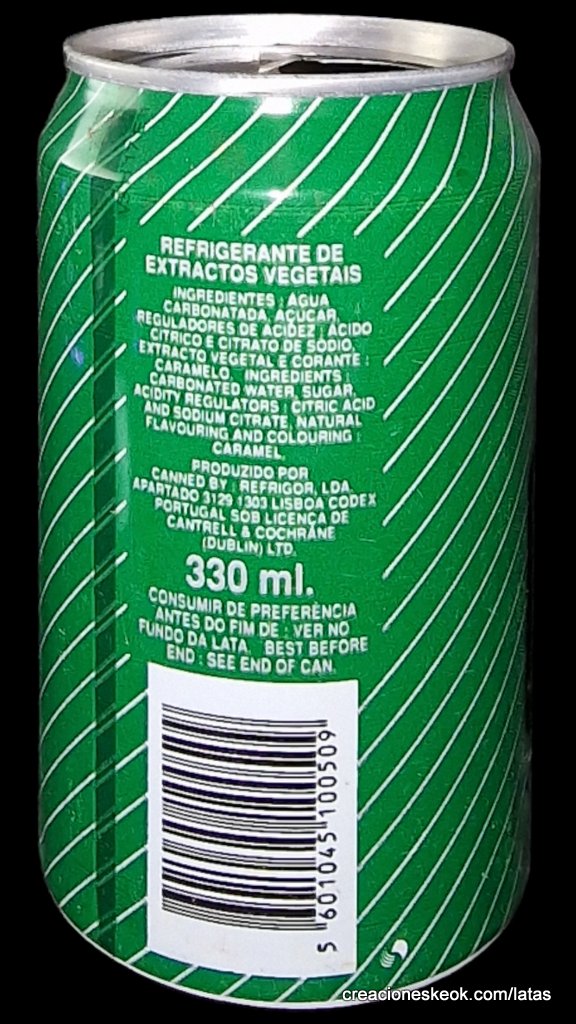 REFRIGERANTE DE
EXTRACTOS VEGETAIS
INGREDIENTES : ÁGUA
CARBONATADA, AÇUCAR,
REGULADORES DE ACIDEZ : ÁCIDO
CÍTRICO E CITRATO DE SÓDIO,
EXTRACTO VEGETAL E CORANTE :
CARAMELO. INGREDIENTS :
CARBONATED WATER, SUGAR,
ACIDITY REGULATORS : CITRIC ACID
AND SODIUM CITRATE, NATURAL
FLAVOURING AND COLOURING :
CARAMEL.
PRODUZIDO POR
CANNED BY : REFRIGOR, LDA.
APARTADO 3129 1303 LISBOA CODEX
PORTUGAL SOB LICENÇA DE
CANTRELL & COCHRANE
(DUBLIN) LTD.
330 ml.
CONSUMIR DE PREFERÊNCIA
ANTES DO FIM DE : VER NO
FUNDO DA LATA. BEST BEFORE
END : SEE END OF CAN.
5 601045 100509
creacioneskeok.com/latas